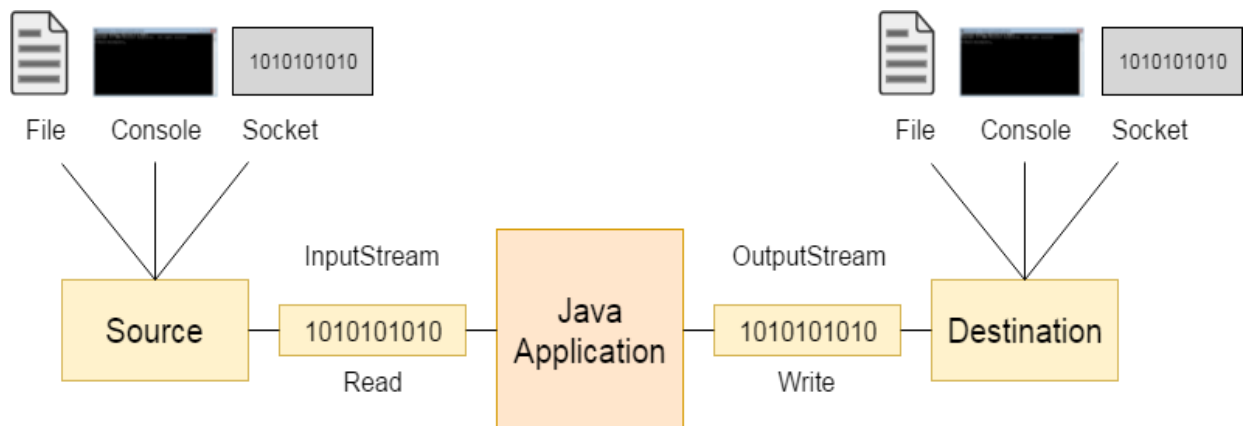 1010101010
1010101010
File Console Socket
File Console Socket
InputStream
OutputStream
Source
1010101010
Java
Application
1010101010
Destination
Read
Write